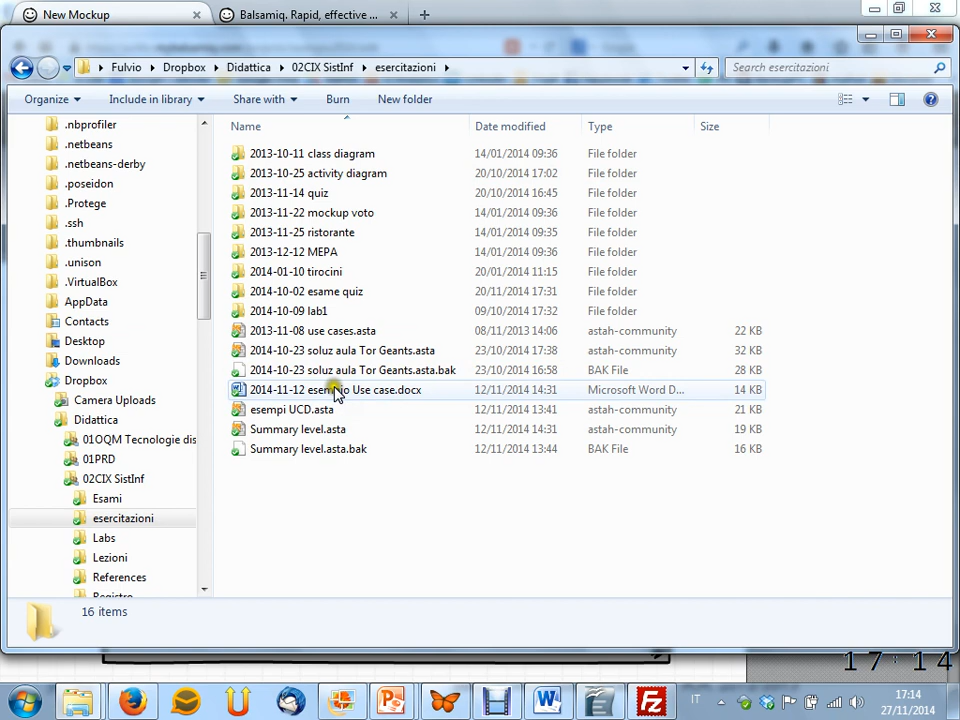 New Mockup
Balsamiq. Rapid, effective ...
Fulvio Dropbox Didattica 02CIX SistInf esercitazioni
Search esercitazioni
Organize Include in library Share with Burn New folder
Name Date modified Type Size
.nbprofiler
.netbeans
.netbeans-derby
.poseidon
.Protege
.ssh
.thumbnails
.unison
.VirtualBox
AppData
Contacts
Desktop
Downloads
Dropbox
Camera Uploads
Didattica
01OQM Tecnologie dis
01PRD
02CIX SistInf
Esami
esercitazioni
Labs
Lezioni
References
Registro
2013-10-11 class diagram 14/01/2014 09:36 File folder
2013-10-25 activity diagram 20/10/2014 17:02 File folder
2013-11-14 quiz 20/10/2014 16:45 File folder
2013-11-22 mockup voto 14/01/2014 09:36 File folder
2013-11-25 ristorante 14/01/2014 09:35 File folder
2013-12-12 MEPA 14/01/2014 09:36 File folder
2014-01-10 tirocini 20/01/2014 11:15 File folder
2014-10-02 esame quiz 20/11/2014 17:31 File folder
2014-10-09 lab1 09/10/2014 17:32 File folder
2013-11-08 use cases.asta 08/11/2013 14:06 astah-community 22 KB
2014-10-23 soluz aula Tor Geants.asta 23/10/2014 17:38 astah-community 32 KB
2014-10-23 soluz aula Tor Geants.asta.bak 23/10/2014 16:58 BAK File 28 KB
2014-11-12 esempio Use case.docx 12/11/2014 14:31 Microsoft Word D... 14 KB
esempi UCD.asta 12/11/2014 13:41 astah-community 21 KB
Summary level.asta 12/11/2014 14:31 astah-community 19 KB
Summary level.asta.bak 12/11/2014 13:44 BAK File 16 KB
16 items
17:14
IT
17:14
27/11/2014